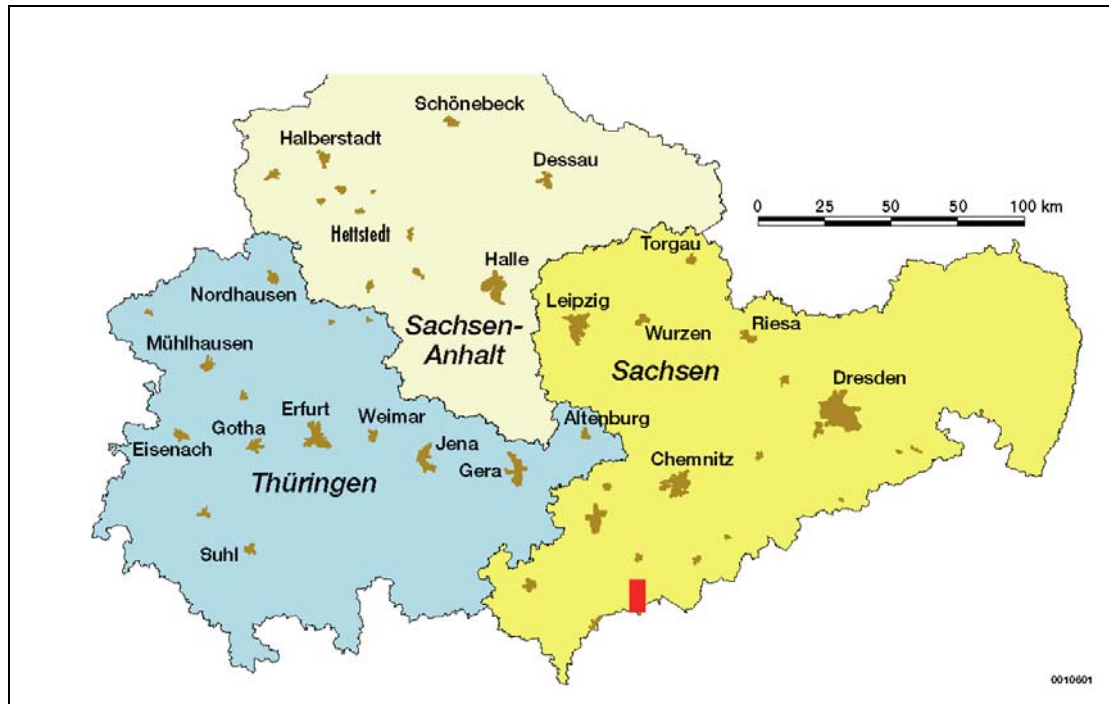 Schönebeck
Halberstadt
Dessau
0 25 50 50 100 km
Hettstedt
Torgau
Halle
Nordhausen
Leipzig
Wurzen
Riesa
Sachsen-
Anhalt
Mühlhausen
Sachsen
Dresden
Erfurt
Weimar
Altenburg
Gotha
Eisenach
Jena
Gera
Chemnitz
Thüringen
Suhl
0010601